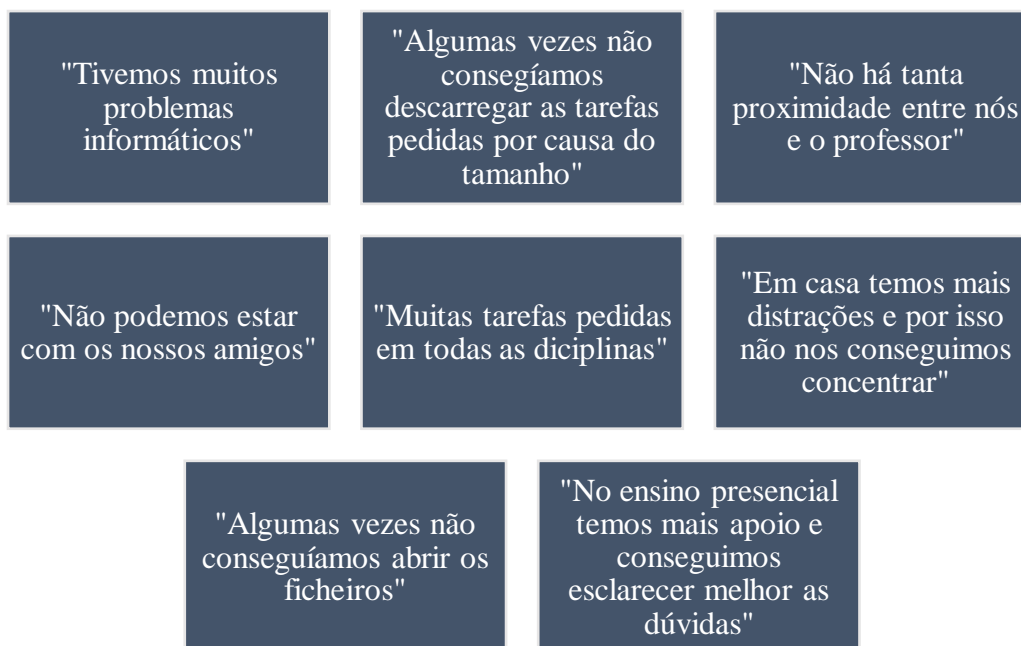 "Tivemos muitos
problemas
informáticos"
"Algumas vezes não
consegíamos
descarregar as tarefas
pedidas por causa do
tamanho"
"Não há tanta
proximidade entre nós
e o professor"
"Não podemos estar
com os nossos amigos"
"Muitas tarefas pedidas
em todas as diciplinas"
"Em casa temos mais
distrações e por isso
não nos conseguimos
concentrar"
"Algumas vezes não
conseguíamos abrir os
ficheiros"
"No ensino presencial
temos mais apoio e
conseguimos
esclarecer melhor as
dúvidas"